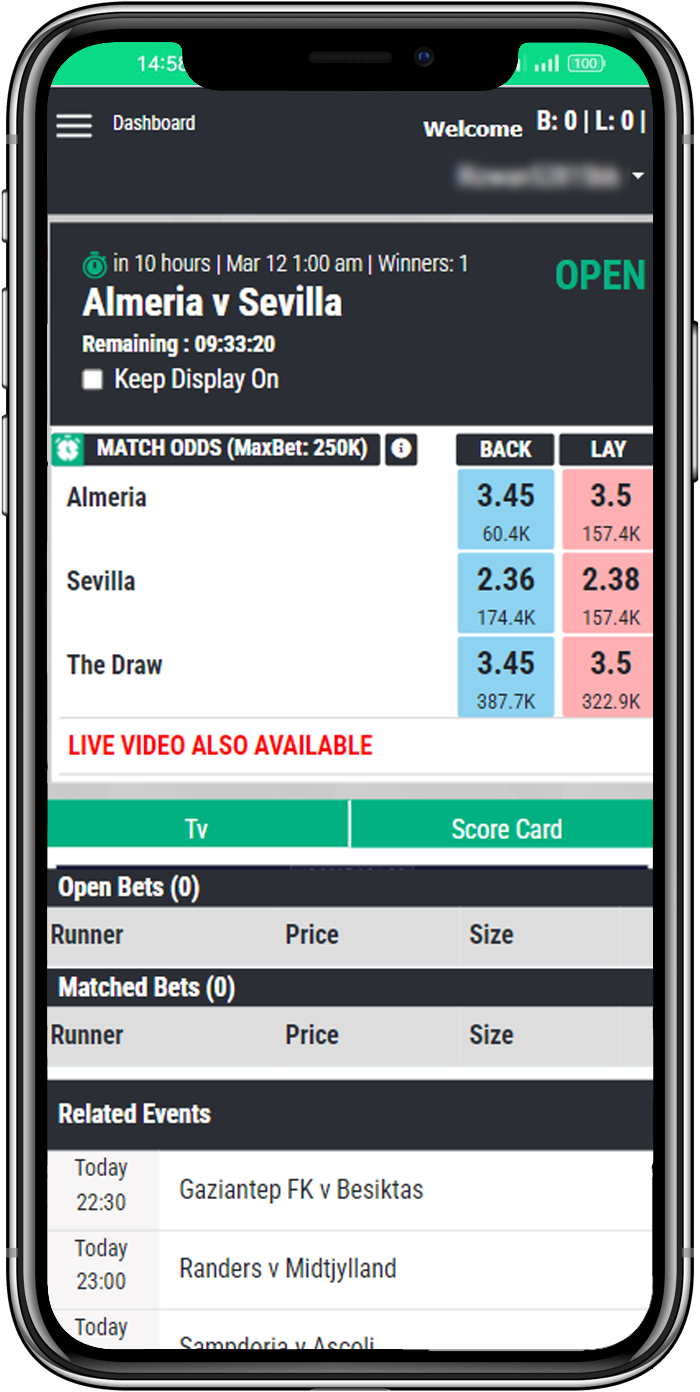 14:58
100
Dashboard
Welcome B: 0 | L: 0 |
in 10 hours | Mar 12 1:00 am | Winners: 1
OPEN
Almeria v Sevilla
Remaining : 09:33:20
Keep Display On
MATCH ODDS (MaxBet: 250K)
BACK LAY
Almeria 3.45 3.5
60.4K 157.4K
Sevilla 2.36 2.38
174.4K 157.4K
The Draw 3.45 3.5
387.7K 322.9K
LIVE VIDEO ALSO AVAILABLE
Tv Score Card
Open Bets (0)
Runner Price Size
Matched Bets (0)
Runner Price Size
Related Events
Today
22:30 Gaziantep FK v Besiktas
Today
23:00 Randers v Midtjylland
Today
Sampdoria v Ascoli